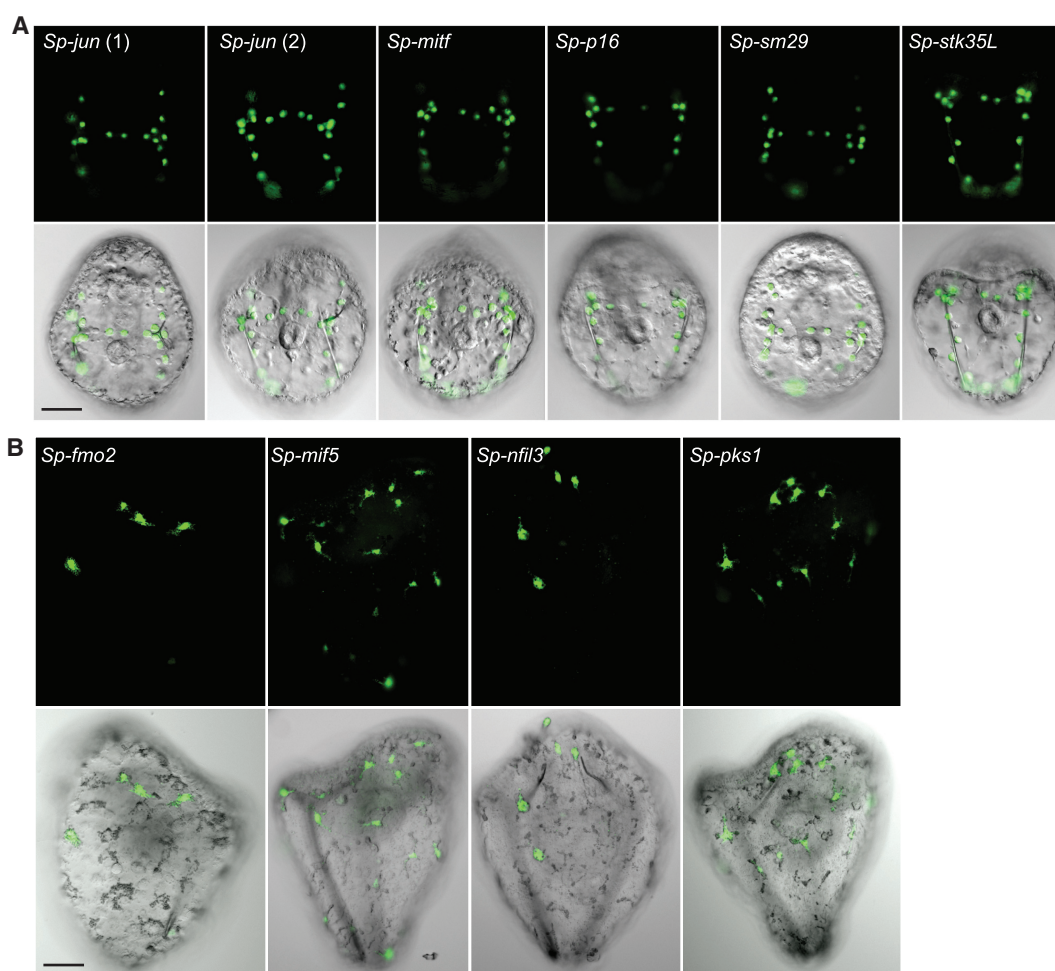 A
Sp-jun (1)
Sp-jun (2)
Sp-mitf
Sp-p16
Sp-sm29
Sp-stk35L
B
Sp-fmo2
Sp-mif5
Sp-nfil3
Sp-pks1